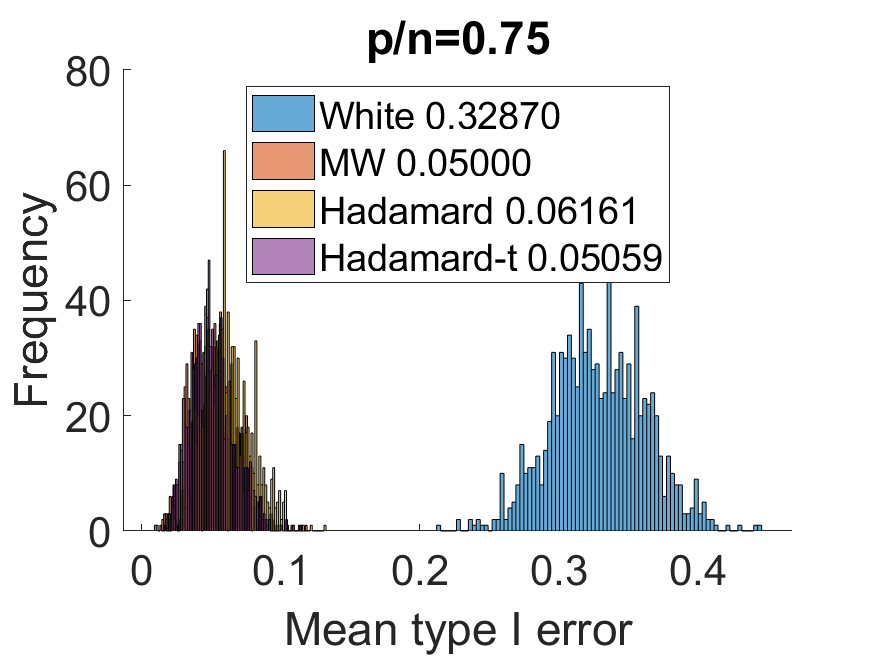 p/n=0.75
80
60
40
20
0
Frequency
White 0.32870
MW 0.05000
Hadamard 0.06161
Hadamard-t 0.05059
0 0.1 0.2 0.3 0.4
Mean type I error